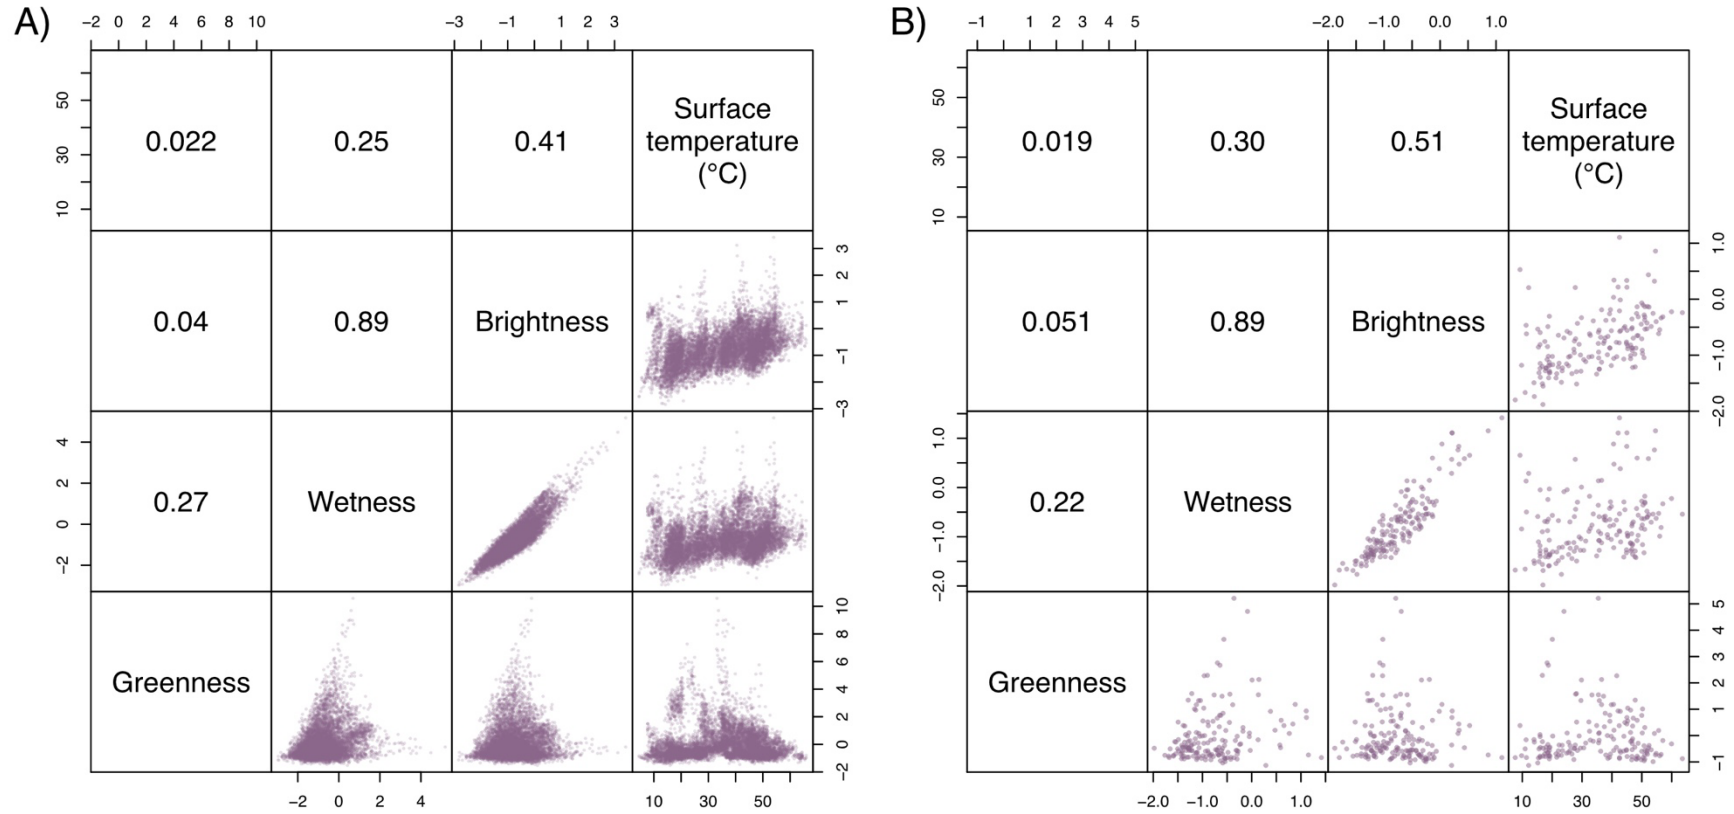 A)
−2 0 2 4 6 8 10 −3 −1 1 2 3
10 30 50
0.022 0.25 0.41 Surface
temperature
(°C)
0.04 0.89 Brightness
−3 −1 1 2 3
−2 0 2 4
0.27 Wetness
Greenness
−2 0 2 4 6 8 10
−2 0 2 4 10 30 50
B)
−1 1 2 3 4 5 −2.0 −1.0 0.0 1.0
10 30 50
0.019 0.30 0.51 Surface
temperature
(°C)
0.051 0.89 Brightness
−2.0 −1.0 0.0 1.0
−2.0 −1.0 0.0 1.0
0.22 Wetness
Greenness
−1 1 2 3 4 5
−2.0 −1.0 0.0 1.0 10 30 50